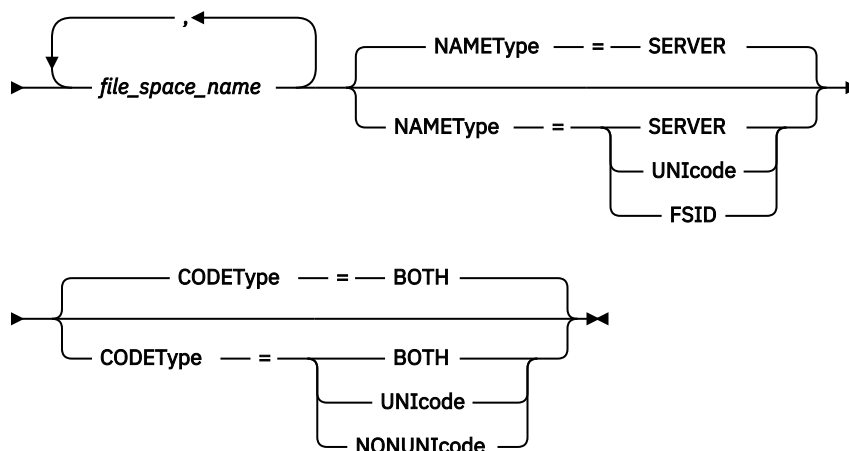 ,
NAMEType = SERVER
file_space_name
NAMEType = SERVER
UNIcode
FSID
CODEType = BOTH
CODEType = BOTH
UNIcode
NONUNIcode